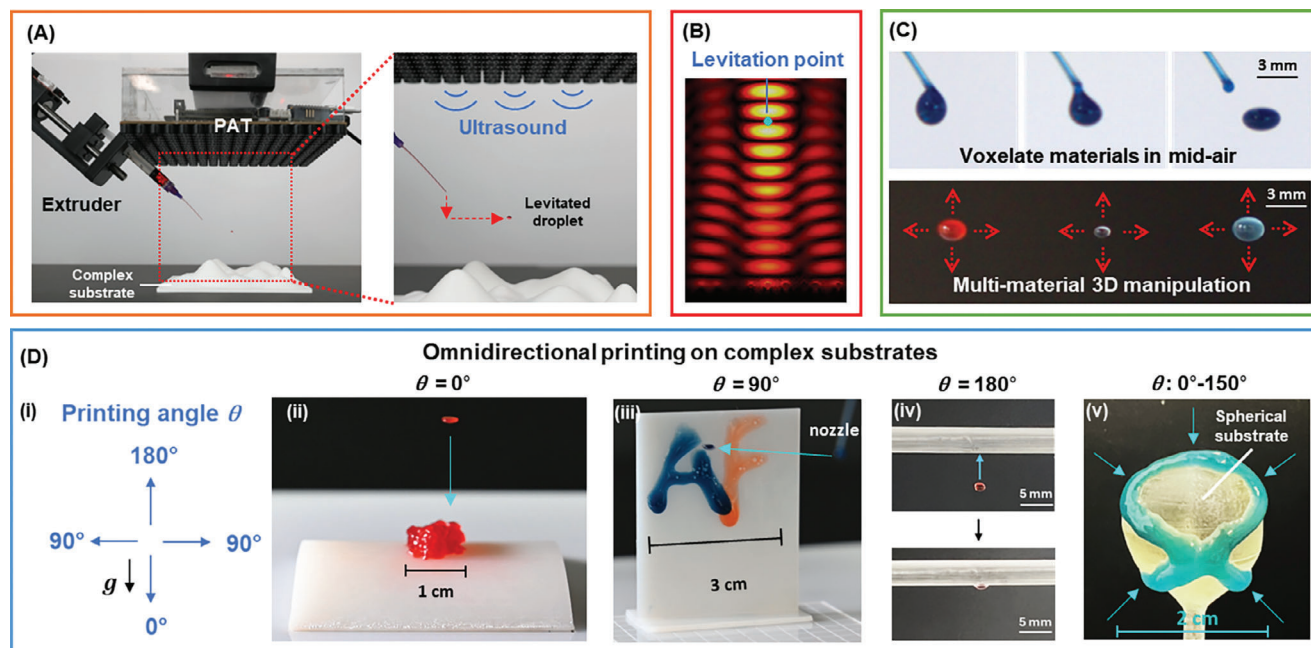 (A)
PAT
Extruder
Complex
substrate
Ultrasound
Levitated
droplet
(B)
Levitation point
(C)
3 mm
Voxelate materials in mid-air
3 mm
Multi-material 3D manipulation
(D)
Omnidirectional printing on complex substrates
(i)
Printing angle θ
180°
90°
90°
g
0°
θ = 0°
(ii)
1 cm
θ = 90°
(iii)
nozzle
AF
3 cm
θ = 180°
(iv)
5 mm
5 mm
θ: 0°-150°
(v)
Spherical
substrate
2 cm